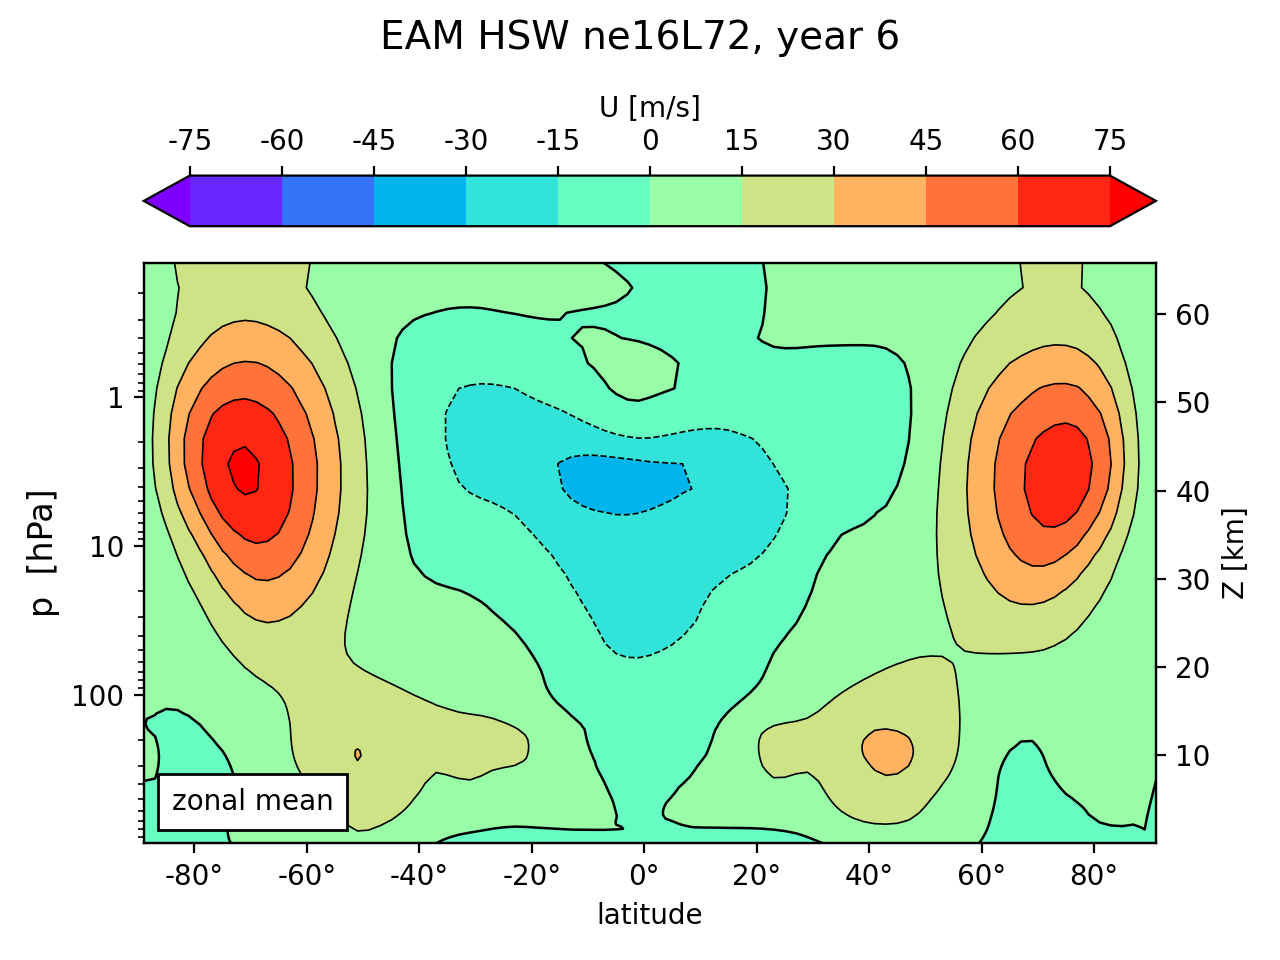 EAM HSW ne16L72, year 6
U [m/s]
-75 -60 -45 -30 -15 0 15 30 45 60 75
60
1
50
p [hPa]
40
10
Z [km]
30
20
100
10
zonal mean
-80° -60° -40° -20° 0° 20° 40° 60° 80°
latitude